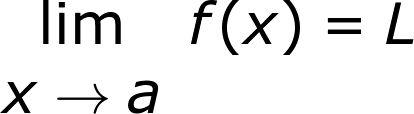 lim f(x) = L
x → a